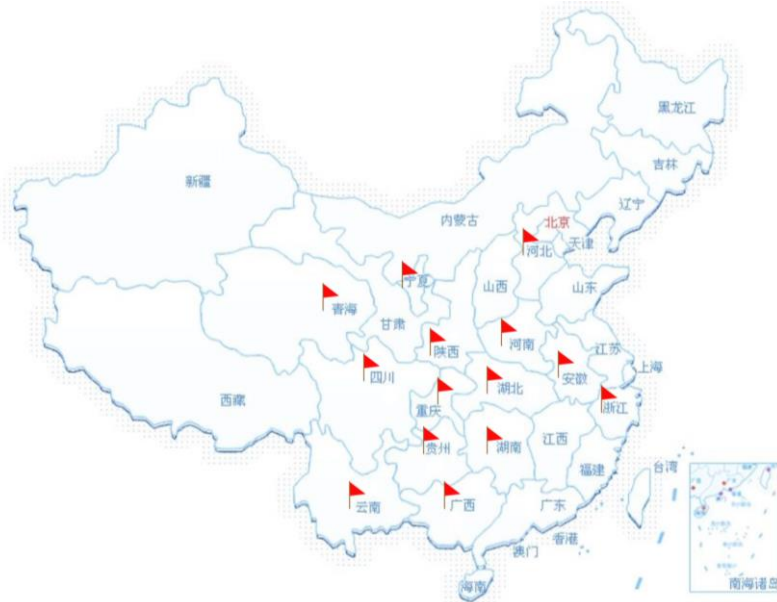 黑龙江
吉林
新疆
辽宁
内蒙古
北京
天津
河北
宁夏
山西
山东
青海
甘肃
陕西
河南
江苏
上海
四川
安徽
湖北
西藏
重庆
浙江
贵州
湖南
江西
福建
台湾
云南
广西
广东
香港
澳门
海南
南海诸岛